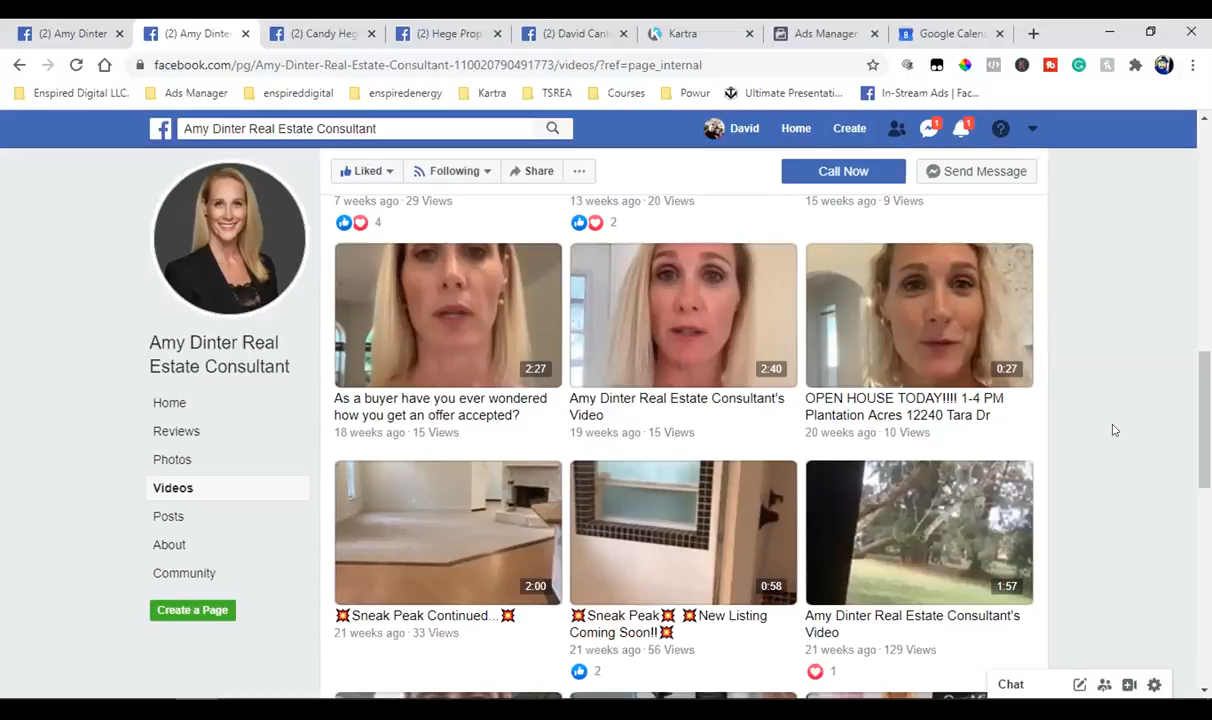 (2) Amy Dinter
(2) Amy Dinter
(2) Candy Heg
(2) Hege Prop
(2) David Cant
Kartra
Ads Manager
Google Calen
facebook.com/pg/Amy-Dinter-Real-Estate-Consultant-110020790491773/videos/?ref=page_internal
Enspired Digital LLC.
Ads Manager
enspireddigital
enspiredenergy
Kartra
TSREA
Courses
Powur
Ultimate Presentati...
In-Stream Ads | Fac...
Amy Dinter Real Estate Consultant
David
Home
Create
1
1
Liked
Following
Share
Call Now
Send Message
7 weeks ago · 29 Views
13 weeks ago · 20 Views
15 weeks ago · 9 Views
4
2
2:27
2:40
0:27
Amy Dinter Real
Estate Consultant
Home
Reviews
Photos
Videos
Posts
About
Community
Create a Page
As a buyer have you ever wondered
how you get an offer accepted?
18 weeks ago · 15 Views
Amy Dinter Real Estate Consultant's
Video
19 weeks ago · 15 Views
OPEN HOUSE TODAY!!!! 1-4 PM
Plantation Acres 12240 Tara Dr
20 weeks ago · 10 Views
2:00
0:58
1:57
💥Sneak Peak Continued...💥
21 weeks ago · 33 Views
💥Sneak Peak💥 💥New Listing
Coming Soon!!💥
21 weeks ago · 56 Views
2
Amy Dinter Real Estate Consultant's
Video
21 weeks ago · 129 Views
1
Chat